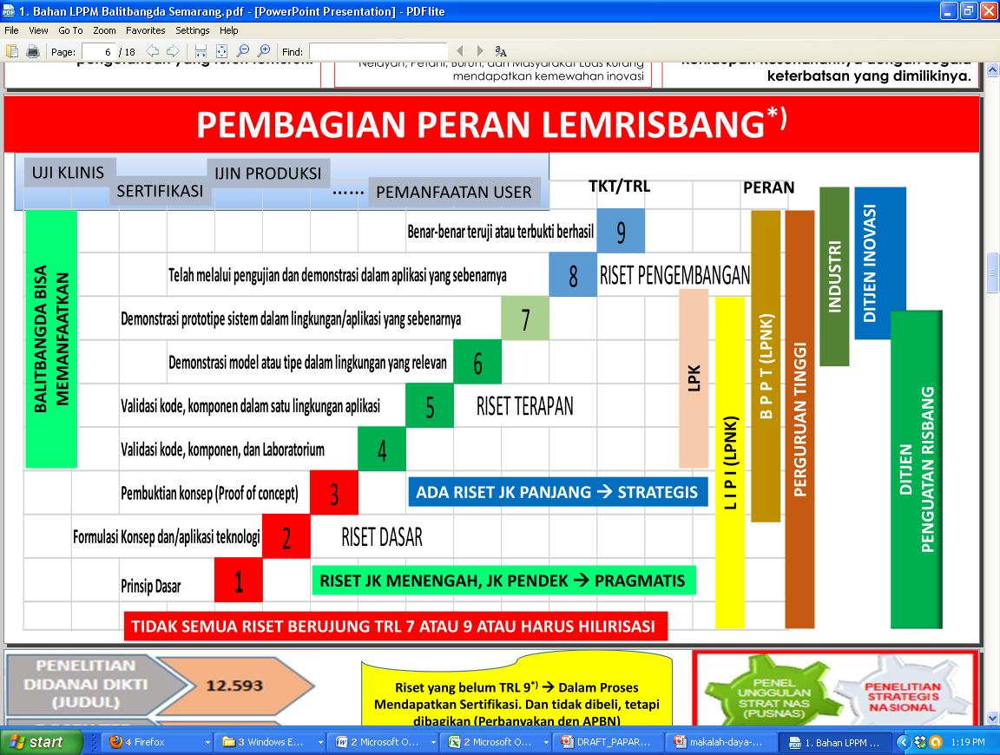 1. Bahan LPPM Balitbangda Semarang.pdf - [PowerPoint Presentation] - PDFlite
File View Go To Zoom Favorites Settings Help
Page: 6 / 18 Find:
Nelayan, Petani, Buruh, dan Masyarakat Luas kurang
mendapatkan kemewahan inovasi
keterbatsan yang dimilikinya.
PEMBAGIAN PERAN LEMRISBANG*)
UJI KLINIS
SERTIFIKASI
IJIN PRODUKSI
......
PEMANFAATAN USER
TKT/TRL
PERAN
BALITBANGDA BISA
MEMANFAATKAN
Benar-benar teruji atau terbukti berhasil 9
Telah melalui pengujian dan demonstrasi dalam aplikasi yang sebenarnya 8 RISET PENGEMBANGAN
Demonstrasi prototipe sistem dalam lingkungan/aplikasi yang sebenarnya 7
Demonstrasi model atau tipe dalam lingkungan yang relevan 6
Validasi kode, komponen dalam satu lingkungan aplikasi 5 RISET TERAPAN
Validasi kode, komponen, dan Laboratorium 4
Pembuktian konsep (Proof of concept) 3 ADA RISET JK PANJANG → STRATEGIS
Formulasi Konsep dan/aplikasi teknologi 2 RISET DASAR
Prinsip Dasar 1 RISET JK MENENGAH, JK PENDEK → PRAGMATIS
TIDAK SEMUA RISET BERUJUNG TRL 7 ATAU 9 ATAU HARUS HILIRISASI
LPK
L I P I (LPNK)
B P P T (LPNK)
PERGURUAN TINGGI
INDUSTRI
DITJEN INOVASI
DITJEN
PENGUATAN RISBANG
PENELITIAN
DIDANAI DIKTI
(JUDUL)
12.593
Riset yang belum TRL 9*) → Dalam Proses
Mendapatkan Sertifikasi. Dan tidak dibeli, tetapi
dibagikan (Perbanyakan dgn APBN)
PENEL
UNGGULAN
STRAT NAS
(PUSNAS)
PENELITIAN
STRATEGIS
NASIONAL
start 4 Firefox 3 Windows E... 2 Microsoft O... 2 Microsoft O... DRAFT_PAPAR... makalah-daya-... 1. Bahan LPPM ... 1:19 PM